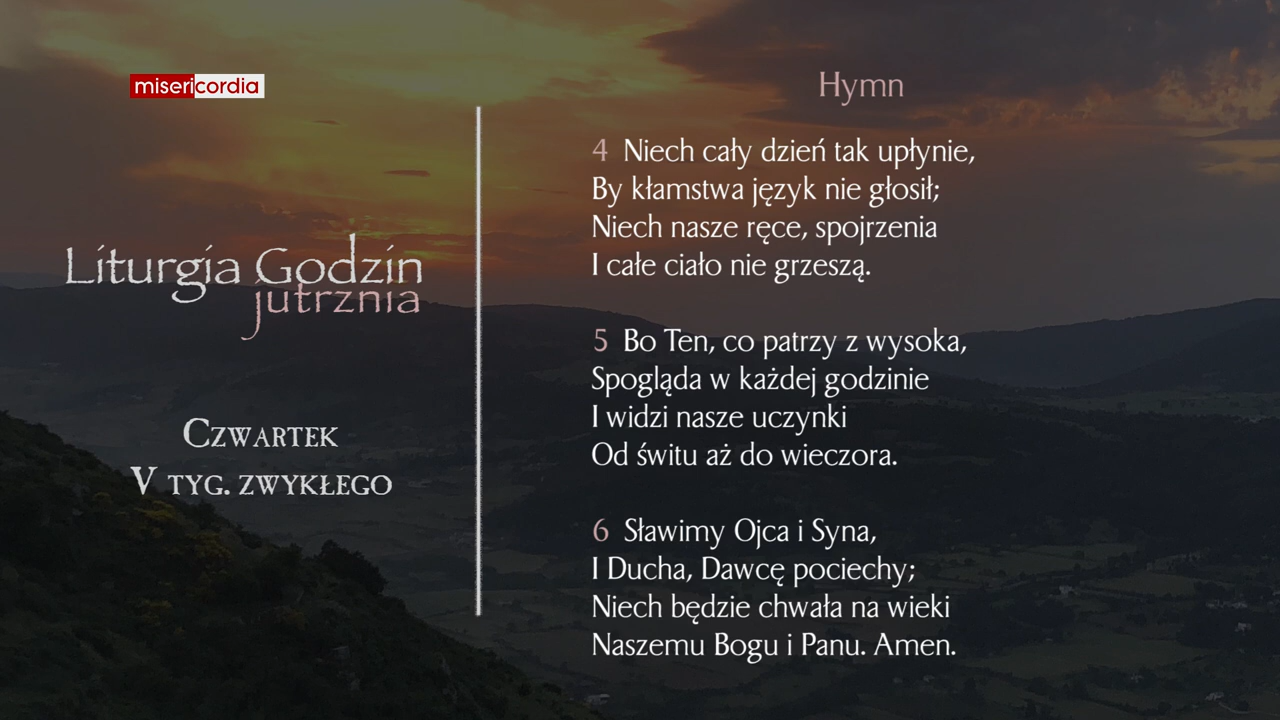 misericordia
Liturgia Godzin
jutrznia
Czwartek
V tyg. zwykłego
Hymn
4 Niech cały dzień tak upłynie,
By kłamstwa język nie głosił;
Niech nasze ręce, spojrzenia
I całe ciało nie grzeszą.
5 Bo Ten, co patrzy z wysoka,
Spogląda w każdej godzinie
I widzi nasze uczynki
Od świtu aż do wieczora.
6 Sławimy Ojca i Syna,
I Ducha, Dawcę pociechy;
Niech będzie chwała na wieki
Naszemu Bogu i Panu. Amen.